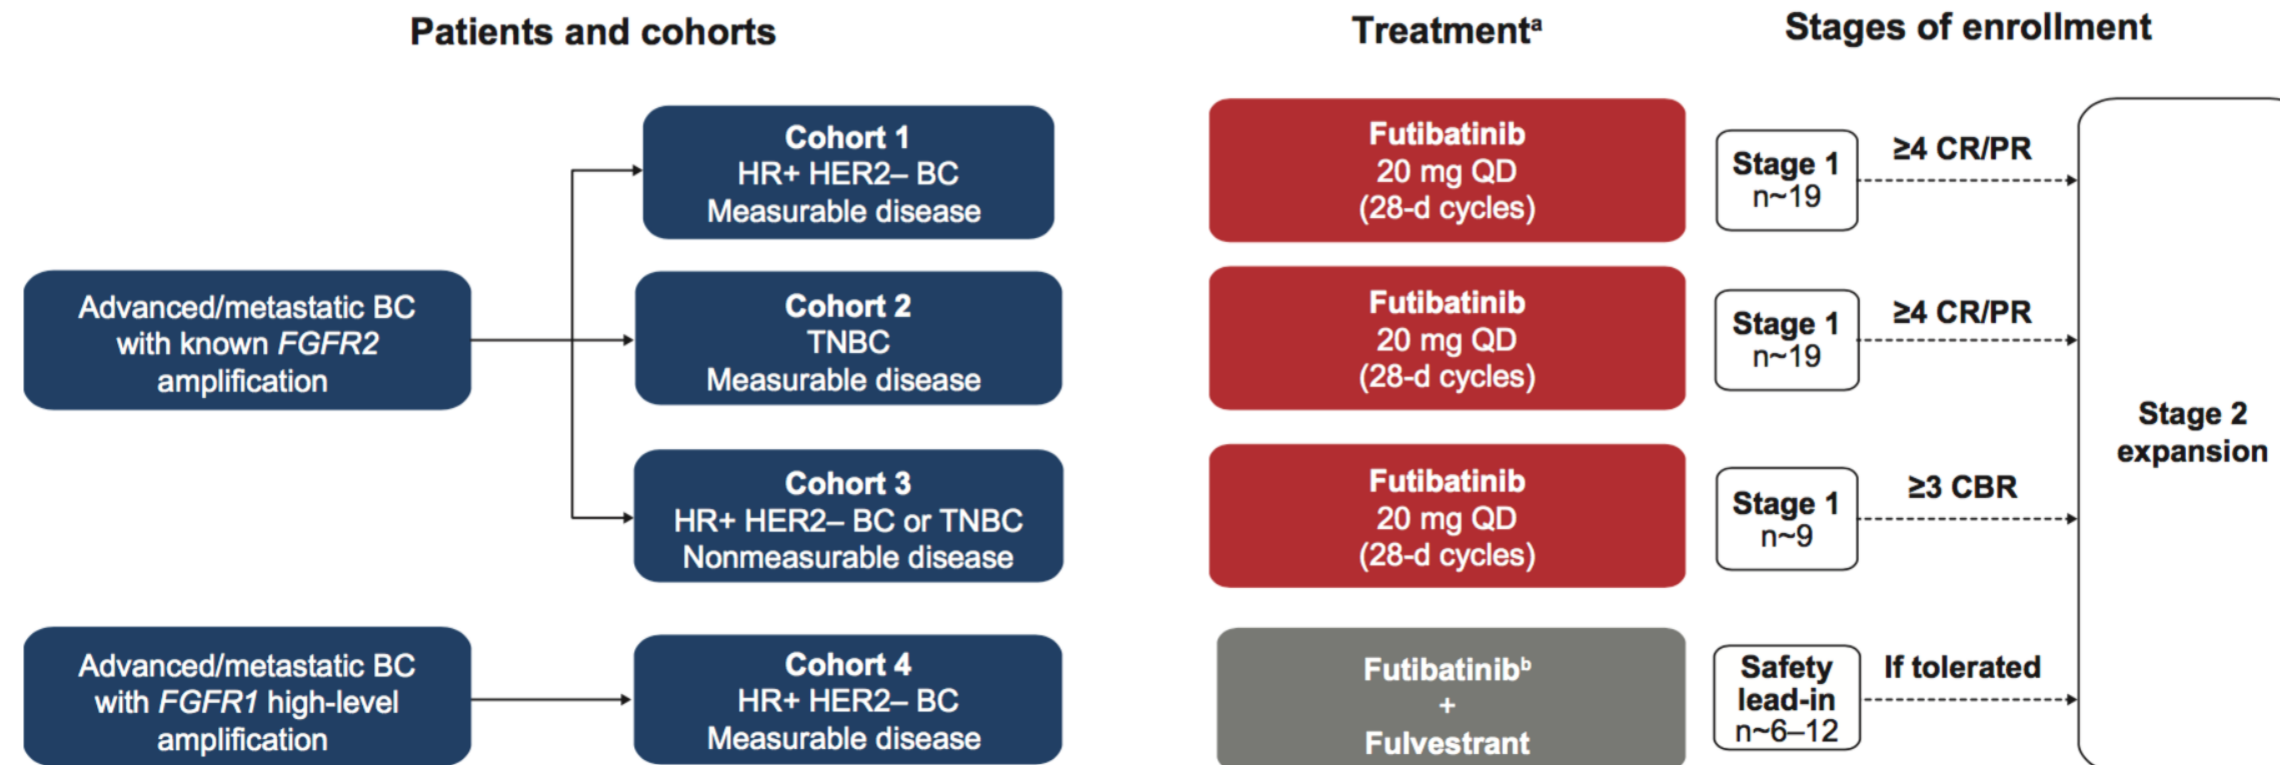 Patients and cohorts
Treatmentᵃ
Stages of enrollment
Advanced/metastatic BC
with known FGFR2
amplification
Cohort 1
HR+ HER2– BC
Measurable disease
Futibatinib
20 mg QD
(28-d cycles)
Stage 1
n~19
≥4 CR/PR
Cohort 2
TNBC
Measurable disease
Futibatinib
20 mg QD
(28-d cycles)
Stage 1
n~19
≥4 CR/PR
Cohort 3
HR+ HER2– BC or TNBC
Nonmeasurable disease
Futibatinib
20 mg QD
(28-d cycles)
Stage 1
n~9
≥3 CBR
Advanced/metastatic BC
with FGFR1 high-level
amplification
Cohort 4
HR+ HER2– BC
Measurable disease
Futibatinibᵇ
+
Fulvestrant
Safety
lead-in
n~6–12
If tolerated
Stage 2
expansion